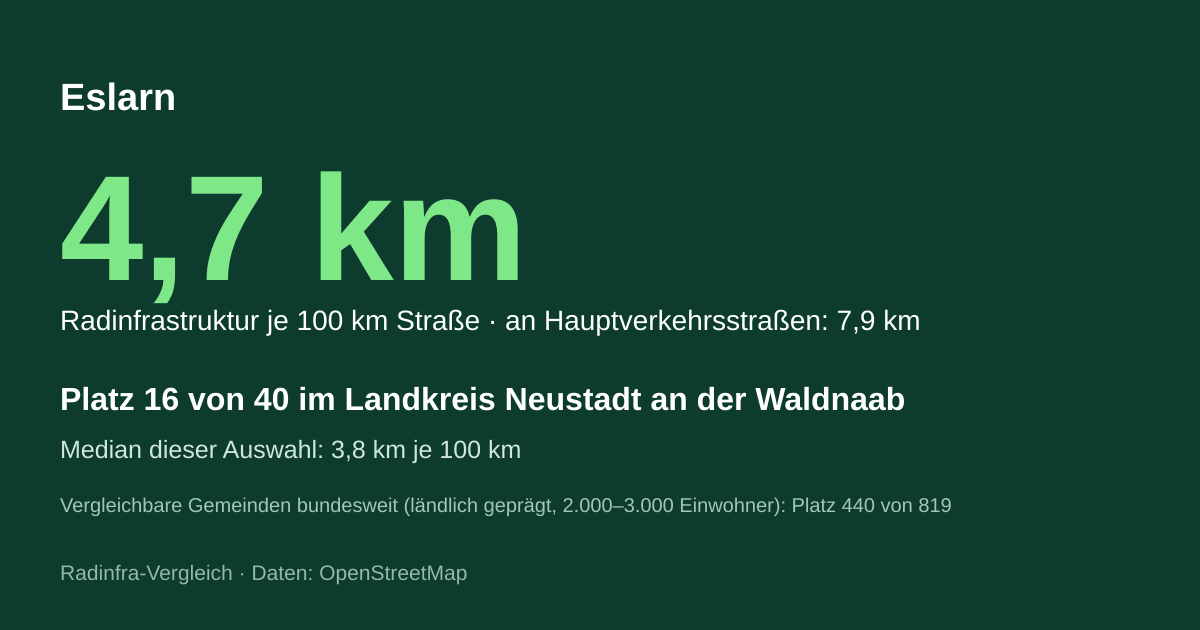 Eslarn
4,7 km
Radinfrastruktur je 100 km Straße · an Hauptverkehrsstraßen: 7,9 km
Platz 16 von 40 im Landkreis Neustadt an der Waldnaab
Median dieser Auswahl: 3,8 km je 100 km
Vergleichbare Gemeinden bundesweit (ländlich geprägt, 2.000–3.000 Einwohner): Platz 440 von 819
Radinfra-Vergleich · Daten: OpenStreetMap